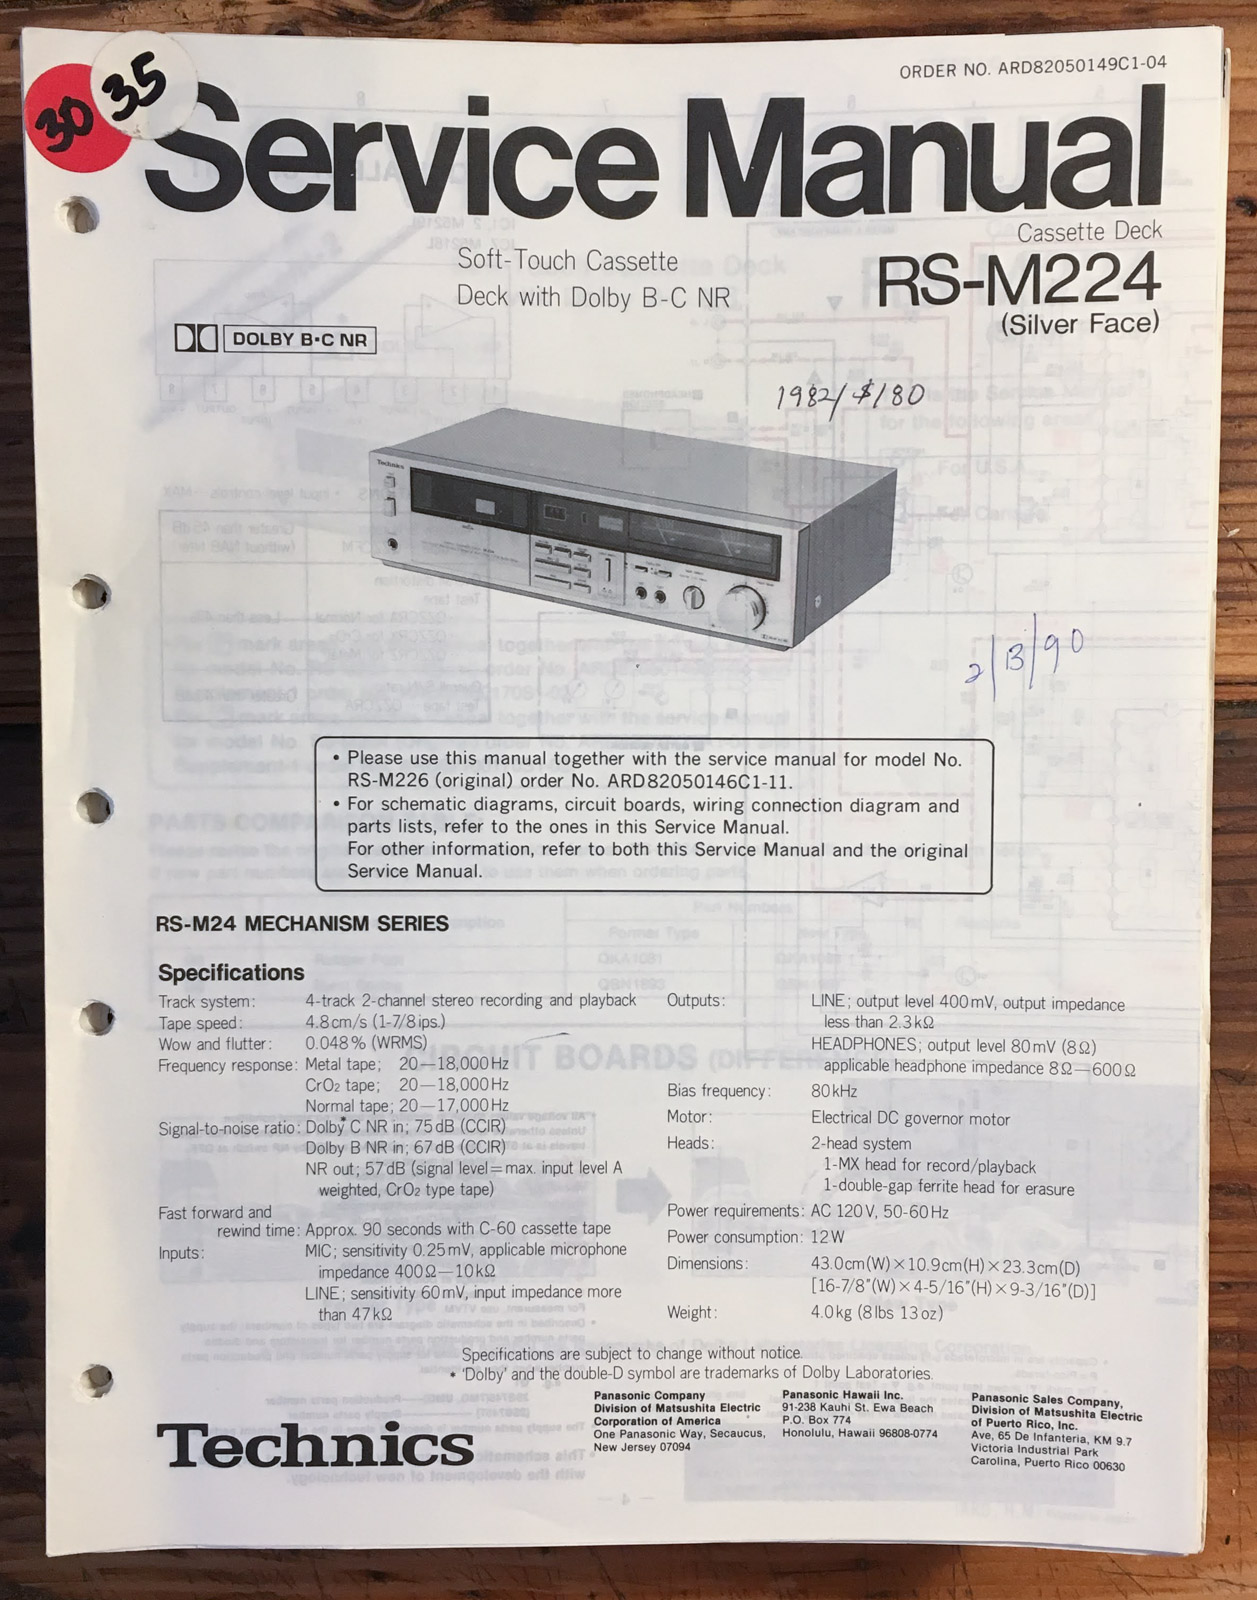 30
35
ORDER NO. ARD82050149C1-04
Service Manual
Cassette Deck
Soft-Touch Cassette
Deck with Dolby B-C NR
RS-M224
(Silver Face)
DOLBY B•C NR
1982/$180
Technics
2/13/90
• Please use this manual together with the service manual for model No.
RS-M226 (original) order No. ARD82050146C1-11.
• For schematic diagrams, circuit boards, wiring connection diagram and
parts lists, refer to the ones in this Service Manual.
For other information, refer to both this Service Manual and the original
Service Manual.
RS-M24 MECHANISM SERIES
Specifications
Track system: 4-track 2-channel stereo recording and playback
Tape speed: 4.8cm/s (1-7/8ips.)
Wow and flutter: 0.048% (WRMS)
Frequency response: Metal tape; 20—18,000Hz
CrO2 tape; 20—18,000Hz
Normal tape; 20—17,000Hz
Signal-to-noise ratio: Dolby* C NR in; 75dB (CCIR)
Dolby B NR in; 67dB (CCIR)
NR out; 57dB (signal level=max. input level A
weighted, CrO2 type tape)
Fast forward and
rewind time: Approx. 90 seconds with C-60 cassette tape
Inputs: MIC; sensitivity 0.25mV, applicable microphone
impedance 400Ω—10kΩ
LINE; sensitivity 60mV, input impedance more
than 47kΩ
Outputs: LINE; output level 400mV, output impedance
less than 2.3kΩ
HEADPHONES; output level 80mV (8Ω)
applicable headphone impedance 8Ω—600Ω
Bias frequency: 80kHz
Motor: Electrical DC governor motor
Heads: 2-head system
1-MX head for record/playback
1-double-gap ferrite head for erasure
Power requirements: AC 120V, 50-60Hz
Power consumption: 12W
Dimensions: 43.0cm(W)×10.9cm(H)×23.3cm(D)
[16-7/8"(W)×4-5/16"(H)×9-3/16"(D)]
Weight: 4.0kg (8lbs 13oz)
Specifications are subject to change without notice.
* 'Dolby' and the double-D symbol are trademarks of Dolby Laboratories.
Technics
Panasonic Company
Division of Matsushita Electric
Corporation of America
One Panasonic Way, Secaucus,
New Jersey 07094
Panasonic Hawaii Inc.
91-238 Kauhi St. Ewa Beach
P.O. Box 774
Honolulu, Hawaii 96808-0774
Panasonic Sales Company,
Division of Matsushita Electric
of Puerto Rico, Inc.
Ave, 65 De Infanteria, KM 9.7
Victoria Industrial Park
Carolina, Puerto Rico 00630